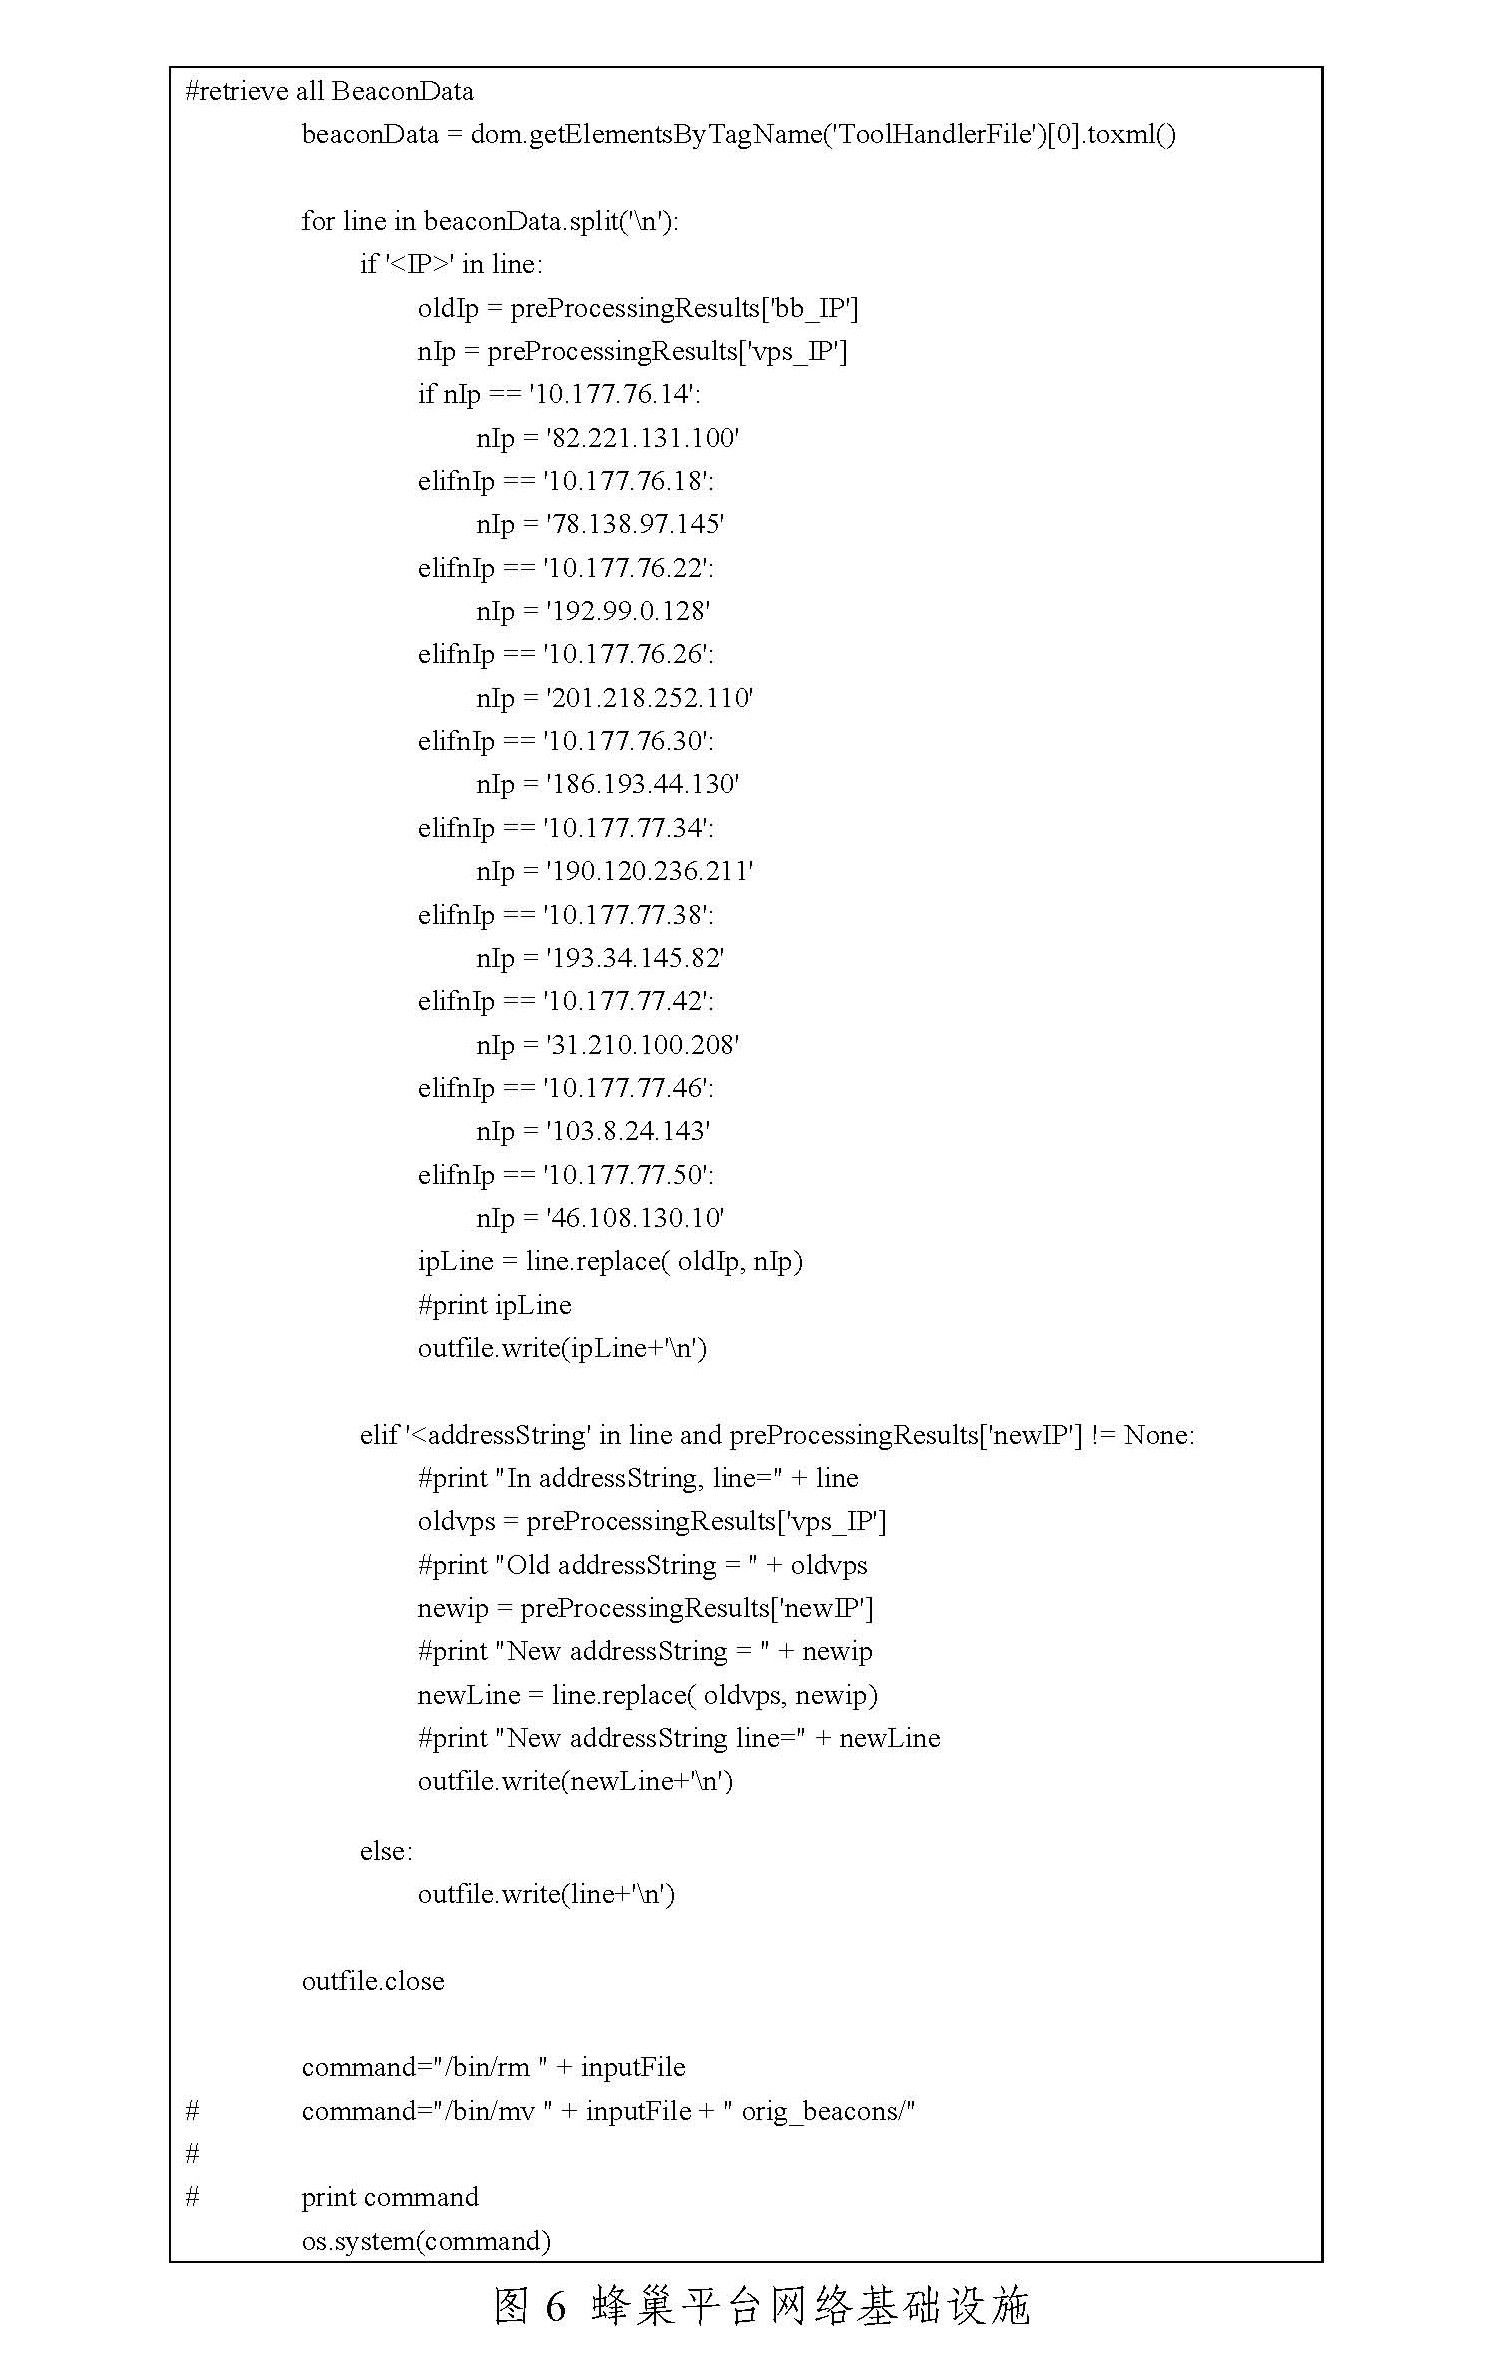 #retrieve all BeaconData
beaconData = dom.getElementsByTagName('ToolHandlerFile')[0].toxml()
for line in beaconData.split('\n'):
if '<IP>' in line:
oldIp = preProcessingResults['bb_IP']
nIp = preProcessingResults['vps_IP']
if nIp == '10.177.76.14':
nIp = '82.221.131.100'
elifnIp == '10.177.76.18':
nIp = '78.138.97.145'
elifnIp == '10.177.76.22':
nIp = '192.99.0.128'
elifnIp == '10.177.76.26':
nIp = '201.218.252.110'
elifnIp == '10.177.76.30':
nIp = '186.193.44.130'
elifnIp == '10.177.77.34':
nIp = '190.120.236.211'
elifnIp == '10.177.77.38':
nIp = '193.34.145.82'
elifnIp == '10.177.77.42':
nIp = '31.210.100.208'
elifnIp == '10.177.77.46':
nIp = '103.8.24.143'
elifnIp == '10.177.77.50':
nIp = '46.108.130.10'
ipLine = line.replace( oldIp, nIp)
#print ipLine
outfile.write(ipLine+'\n')
elif '<addressString' in line and preProcessingResults['newIP'] != None:
#print "In addressString, line=" + line
oldvps = preProcessingResults['vps_IP']
#print "Old addressString = " + oldvps
newip = preProcessingResults['newIP']
#print "New addressString = " + newip
newLine = line.replace( oldvps, newip)
#print "New addressString line=" + newLine
outfile.write(newLine+'\n')
else:
outfile.write(line+'\n')
outfile.close
command="/bin/rm " + inputFile
# command="/bin/mv " + inputFile + " orig_beacons/"
#
# print command
os.system(command)
图 6 蜂巢平台网络基础设施